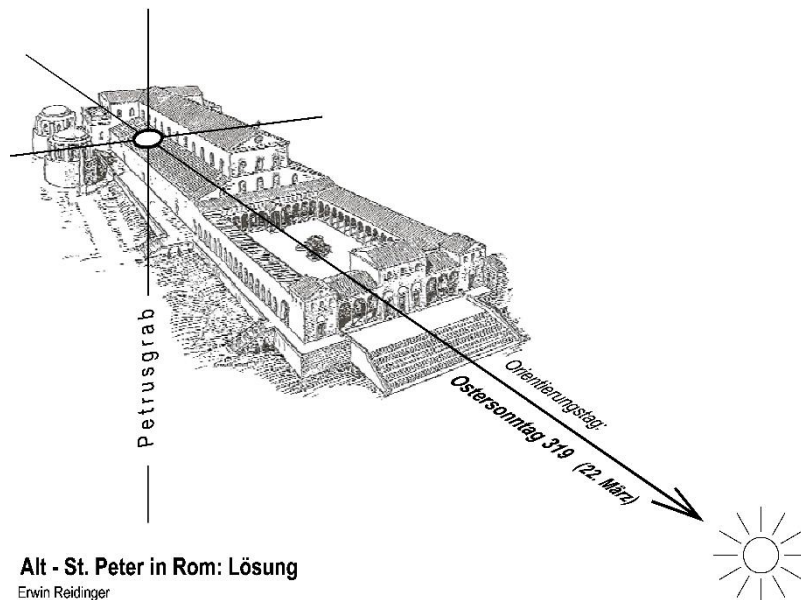 Petrusgrab
Orientierungstag:
Ostersonntag 319 (22. März)
Alt - St. Peter in Rom: Lösung
Erwin Reidinger